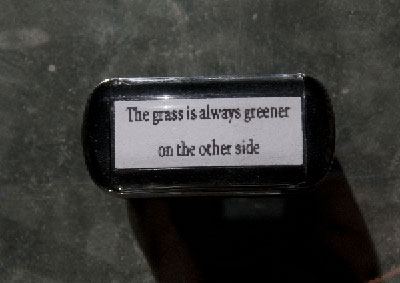 The grass is always greener
on the other side